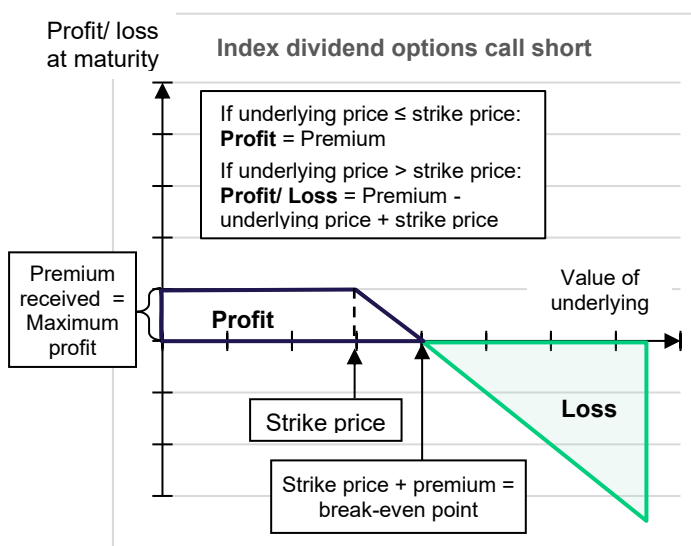 Profit/ loss
at maturity
Index dividend options call short
If underlying price ≤ strike price:
Profit = Premium
If underlying price > strike price:
Profit/ Loss = Premium -
underlying price + strike price
Premium
received =
Maximum
profit
Profit
Value of
underlying
Strike price
Loss
Strike price + premium =
break-even point